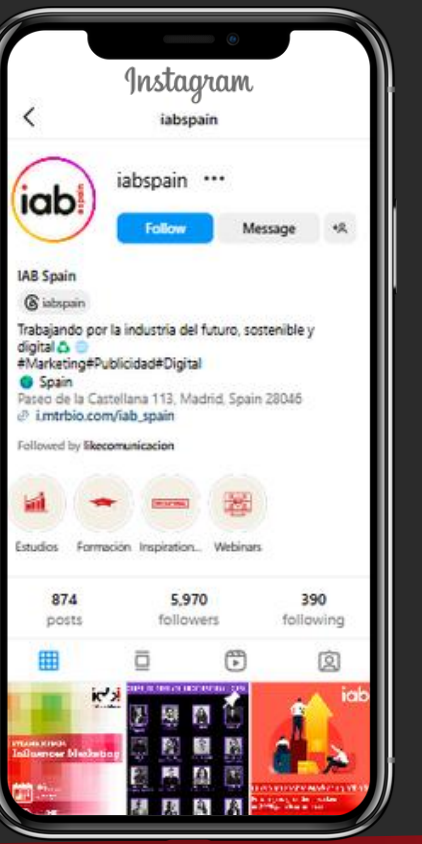 Instagram
iabspain
iab
spain
iabspain ...
Follow Message
IAB Spain
iabspain
Trabajando por la industria del futuro, sostenible y
digital
#Marketing#Publicidad#Digital
Spain
Paseo de la Castellana 113, Madrid, Spain 28046
i.mtrbio.com/iab_spain
Followed by likecomunicacion
Estudios Formación Inspiration... Webinars
874 5,970 390
posts followers following
Influencer Marketing
iab